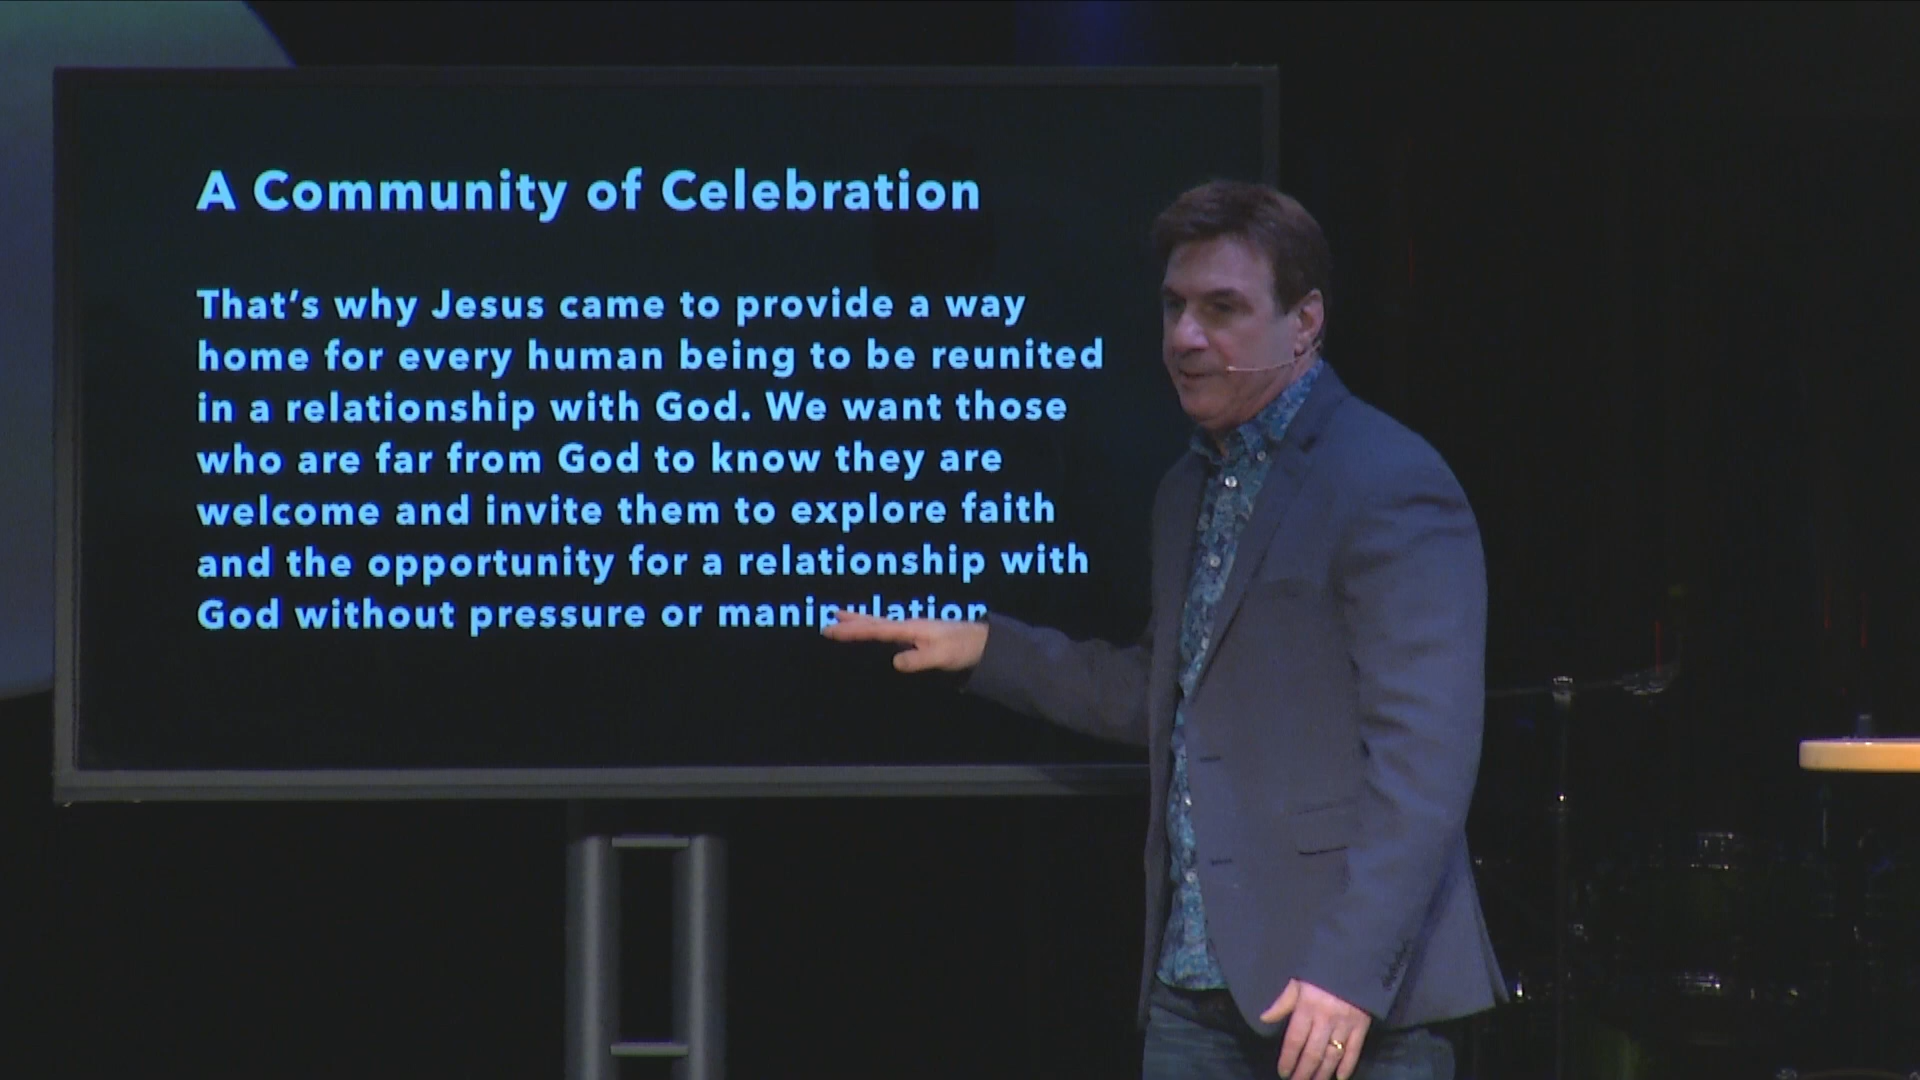 A Community of Celebration
That's why Jesus came to provide a way
home for every human being to be reunited
in a relationship with God. We want those
who are far from God to know they are
welcome and invite them to explore faith
and the opportunity for a relationship with
God without pressure or manipulation